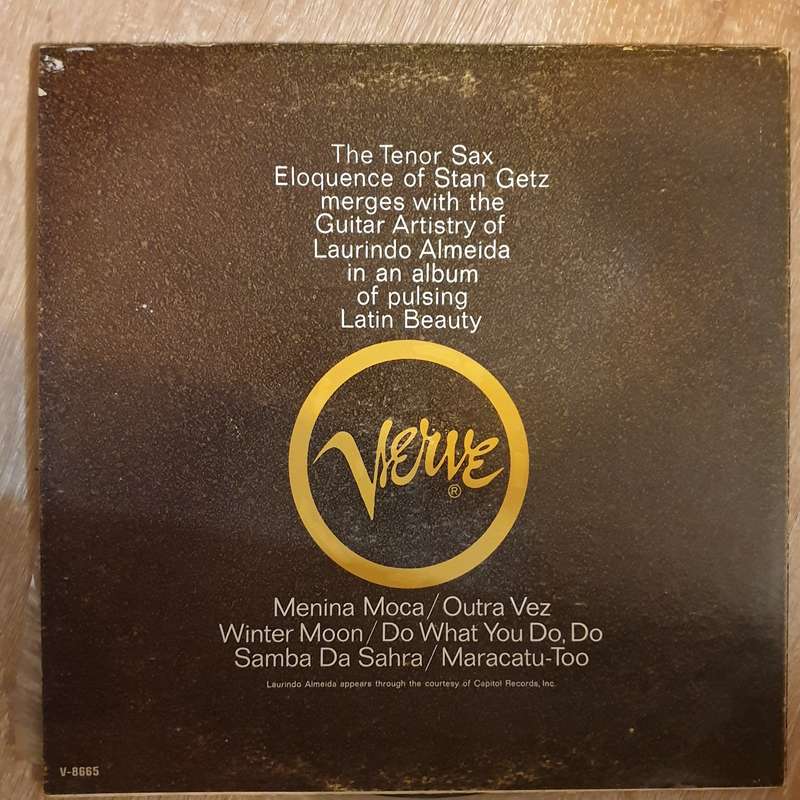 The Tenor Sax
Eloquence of Stan Getz
merges with the
Guitar Artistry of
Laurindo Almeida
in an album
of pulsing
Latin Beauty
Verve
®
Menina Moca/Outra Vez
Winter Moon/Do What You Do, Do
Samba Da Sahra/Maracatu-Too
Laurindo Almeida appears through the courtesy of Capitol Records, Inc.
V-8665